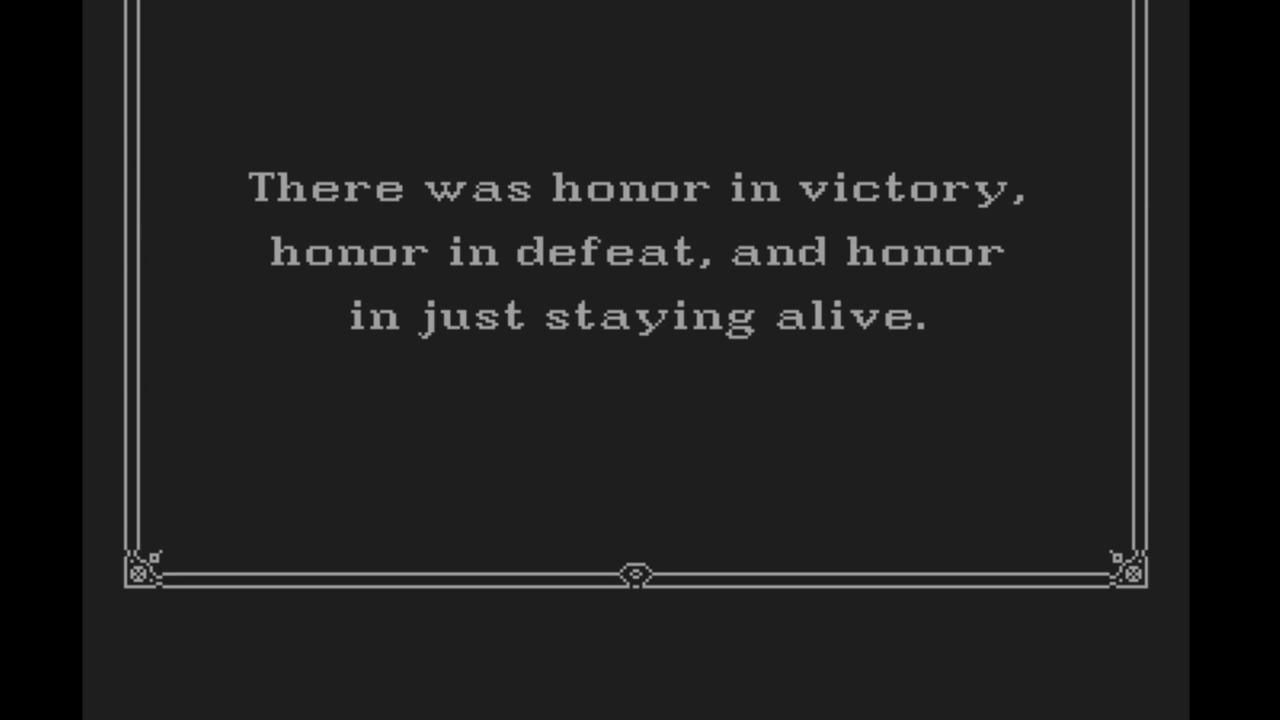 There was honor in victory,
honor in defeat, and honor
in just staying alive.